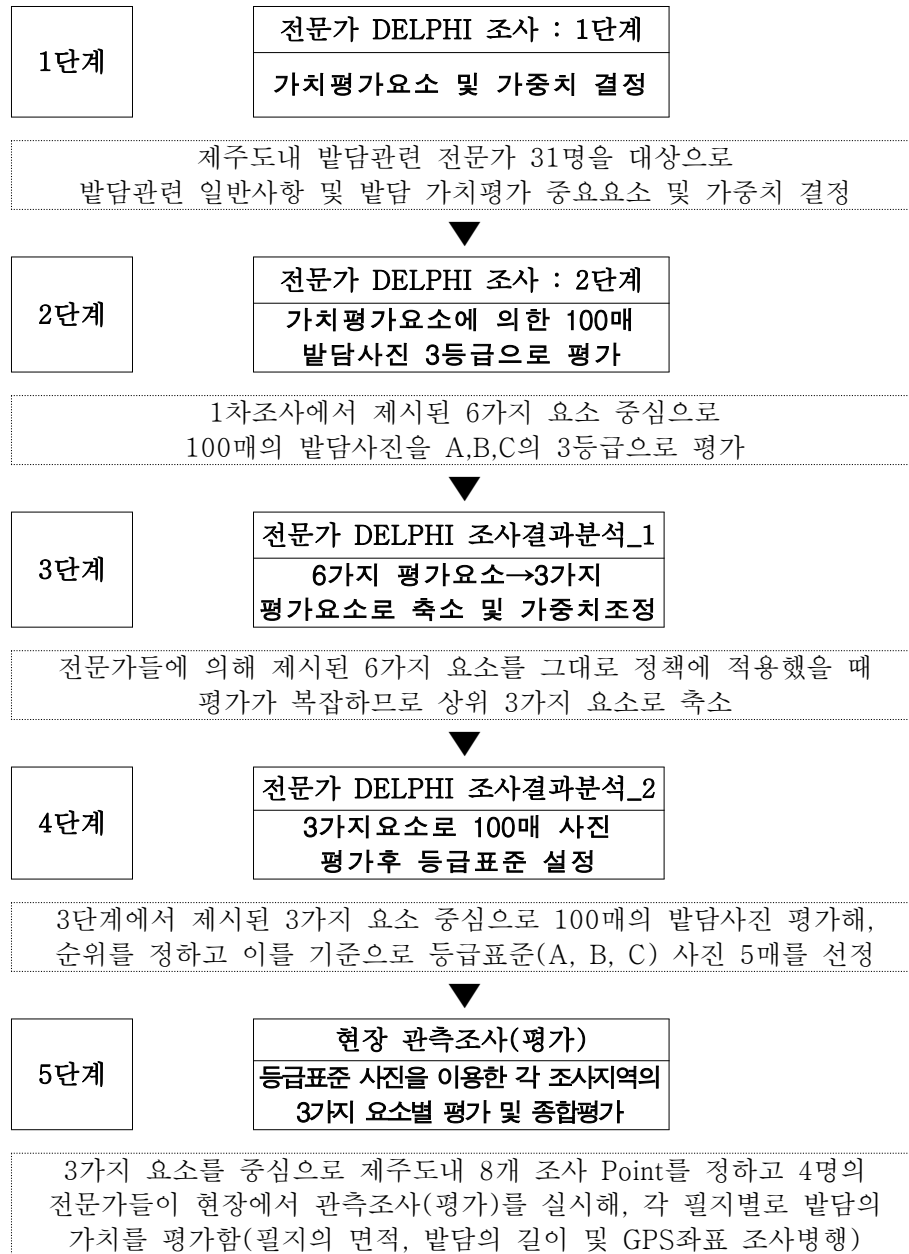 1단계
전문가 DELPHI 조사 : 1단계
가치평가요소 및 가중치 결정
제주도내 밭담관련 전문가 31명을 대상으로
밭담관련 일반사항 및 밭담 가치평가 중요요소 및 가중치 결정
2단계
전문가 DELPHI 조사 : 2단계
가치평가요소에 의한 100매
밭담사진 3등급으로 평가
1차조사에서 제시된 6가지 요소 중심으로
100매의 밭담사진을 A,B,C의 3등급으로 평가
3단계
전문가 DELPHI 조사결과분석_1
6가지 평가요소→3가지
평가요소로 축소 및 가중치조정
전문가들에 의해 제시된 6가지 요소를 그대로 정책에 적용했을 때
평가가 복잡하므로 상위 3가지 요소로 축소
4단계
전문가 DELPHI 조사결과분석_2
3가지요소로 100매 사진
평가후 등급표준 설정
3단계에서 제시된 3가지 요소 중심으로 100매의 밭담사진 평가해,
순위를 정하고 이를 기준으로 등급표준(A, B, C) 사진 5매를 선정
5단계
현장 관측조사(평가)
등급표준 사진을 이용한 각 조사지역의
3가지 요소별 평가 및 종합평가
3가지 요소를 중심으로 제주도내 8개 조사 Point를 정하고 4명의
전문가들이 현장에서 관측조사(평가)를 실시해, 각 필지별로 밭담의
가치를 평가함(필지의 면적, 밭담의 길이 및 GPS좌표 조사병행)